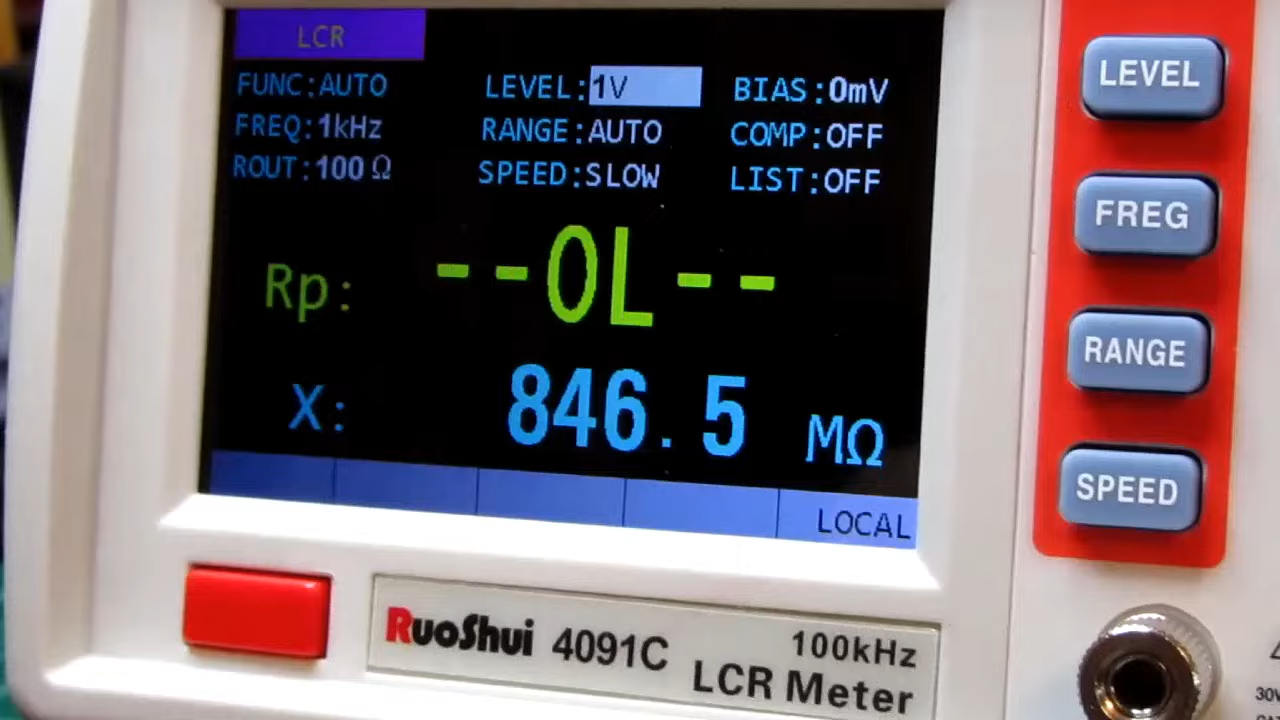 LCR
FUNC:AUTO LEVEL:1V BIAS:0mV
FREQ:1kHz RANGE:AUTO COMP:OFF
ROUT:100 Ω SPEED:SLOW LIST:OFF
Rp: --OL--
X: 846.5 MΩ
LOCAL
RuoShui 4091C 100kHz
LCR Meter
LEVEL
FREG
RANGE
SPEED